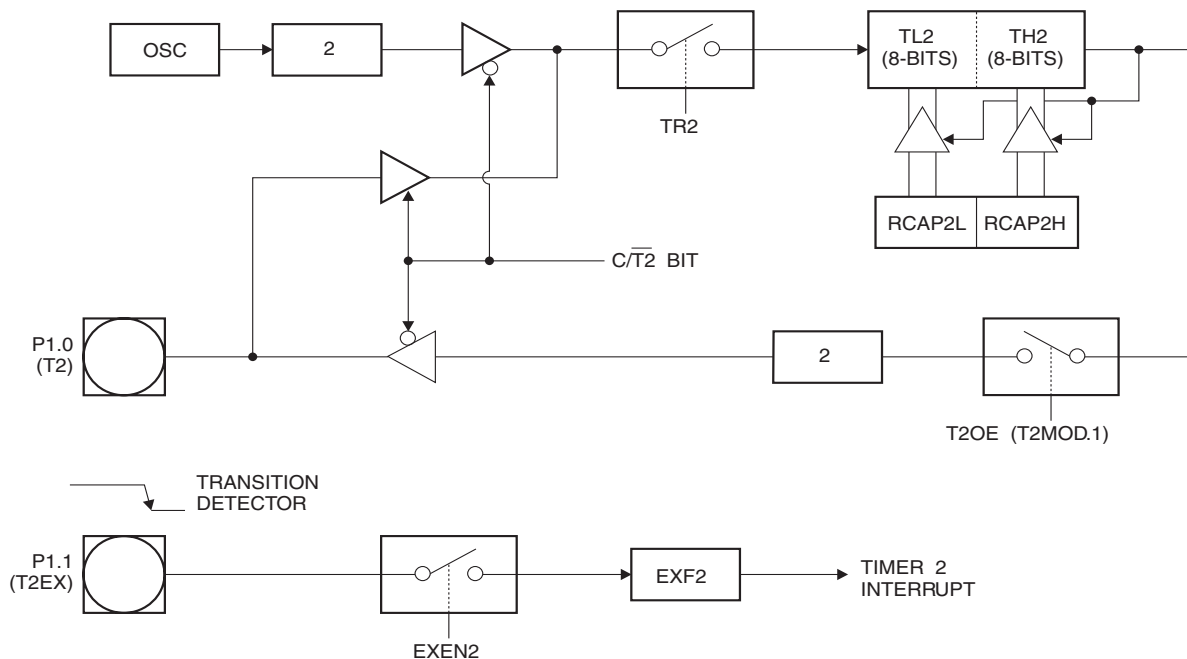 OSC
2
TR2
TL2
(8-BITS)
TH2
(8-BITS)
RCAP2L
RCAP2H
C/T2̅ BIT
P1.0
(T2)
2
T2OE (T2MOD.1)
TRANSITION
DETECTOR
P1.1
(T2EX)
EXEN2
EXF2
TIMER 2
INTERRUPT